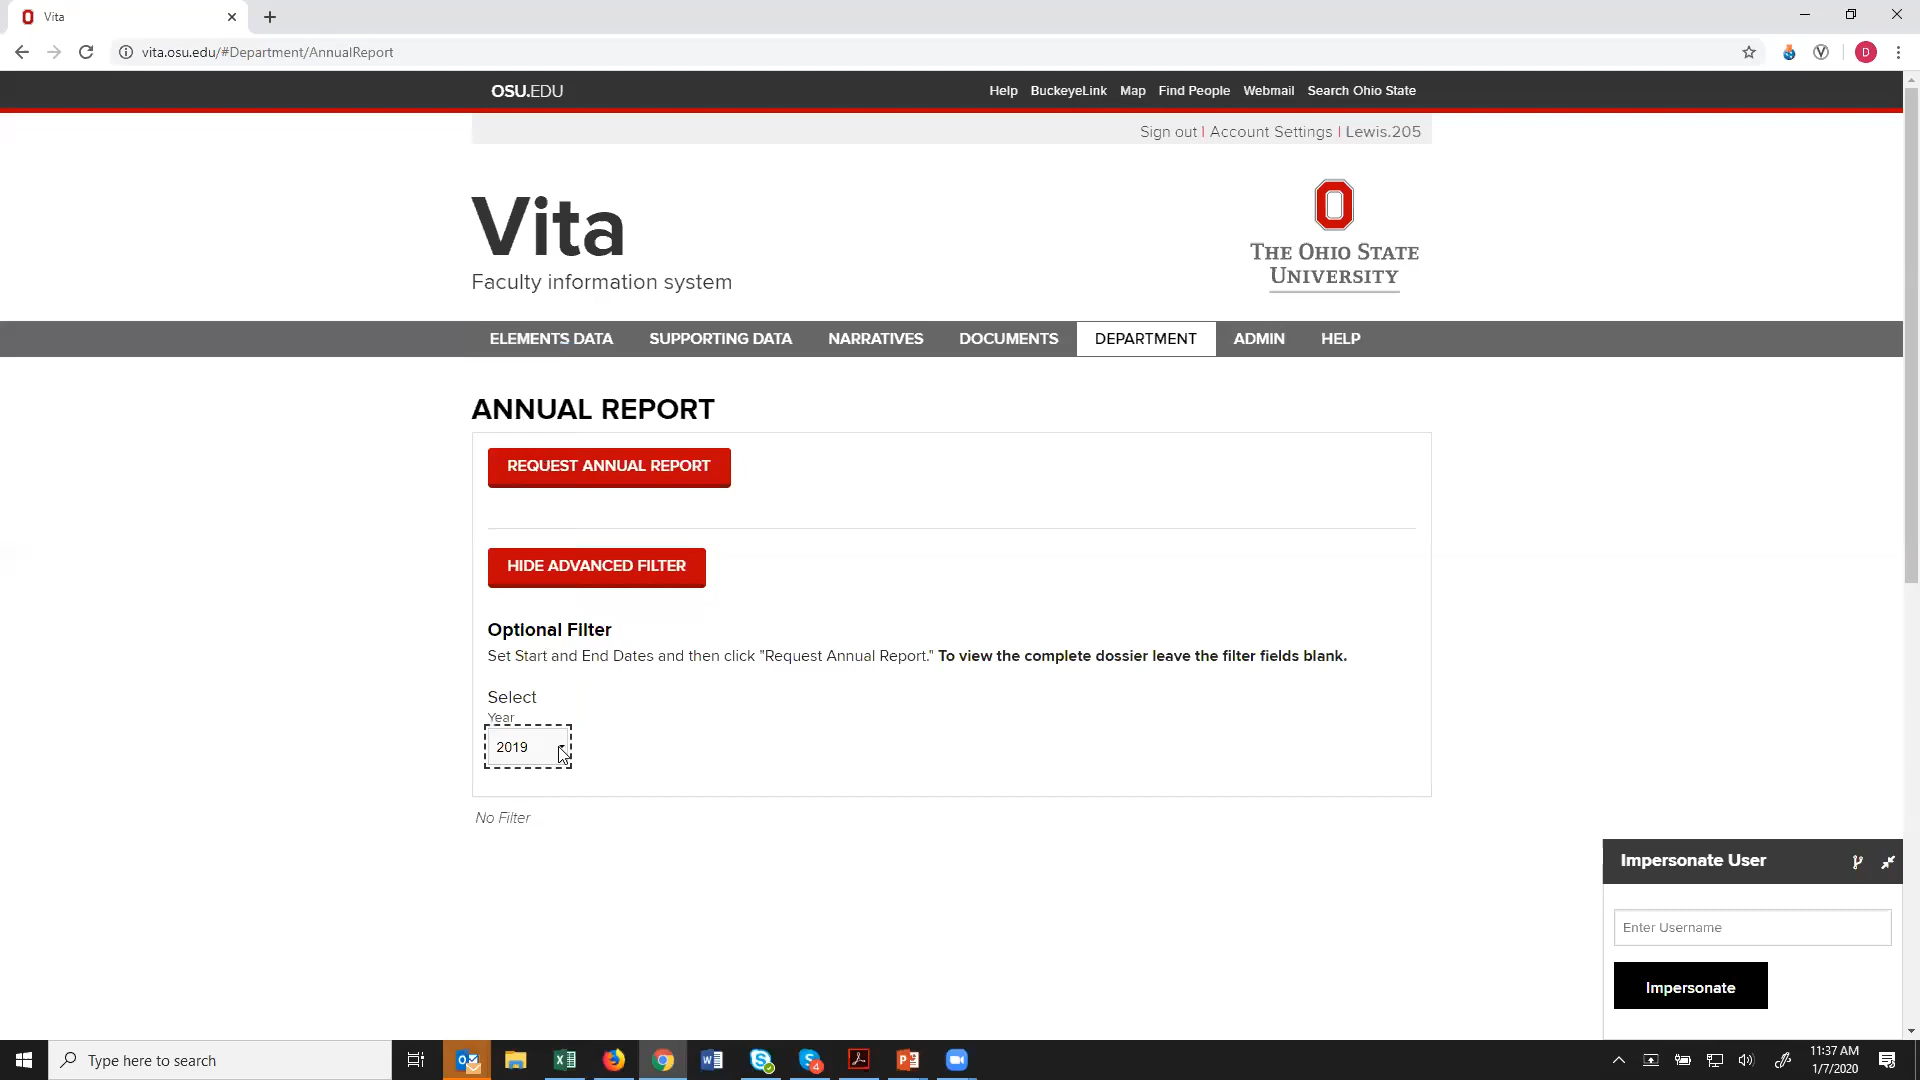 Vita
vita.osu.edu/#Department/AnnualReport
D
OSU.EDU
Help BuckeyeLink Map Find People Webmail Search Ohio State
Sign out | Account Settings | Lewis.205
Vita
Faculty information system
THE OHIO STATE
UNIVERSITY
ELEMENTS DATA SUPPORTING DATA NARRATIVES DOCUMENTS DEPARTMENT ADMIN HELP
ANNUAL REPORT
REQUEST ANNUAL REPORT
HIDE ADVANCED FILTER
Optional Filter
Set Start and End Dates and then click "Request Annual Report." To view the complete dossier leave the filter fields blank.
Select
Year
2019
No Filter
Impersonate User
Enter Username
Impersonate
Type here to search
4
11:37 AM
1/7/2020